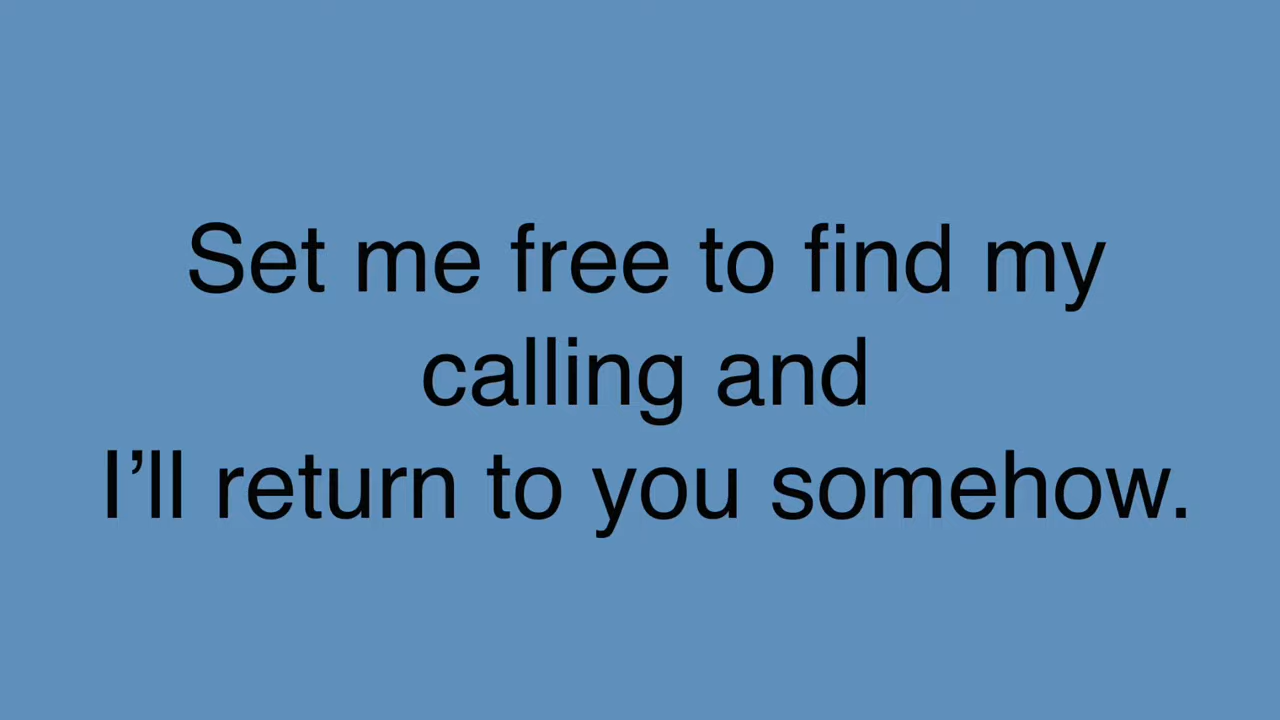 Set me free to find my
calling and
I’ll return to you somehow.